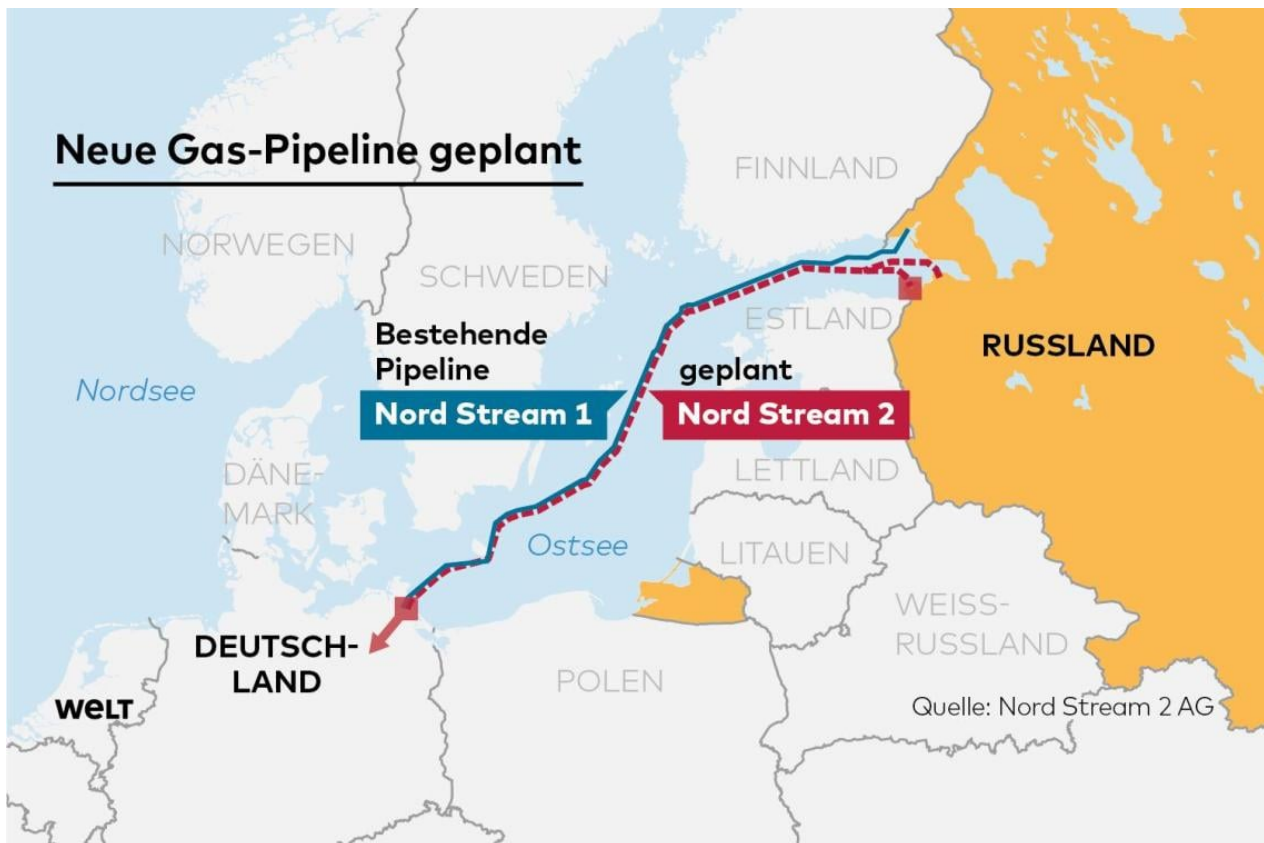 Neue Gas-Pipeline geplant
FINNLAND
NORWEGEN
SCHWEDEN
ESTLAND
Bestehende
Pipeline
Nord Stream 1
geplant
Nord Stream 2
RUSSLAND
Nordsee
DÄNE-
MARK
LETTLAND
Ostsee
LITAUEN
WEISS-
RUSSLAND
DEUTSCH-
LAND
POLEN
WELT
Quelle: Nord Stream 2 AG